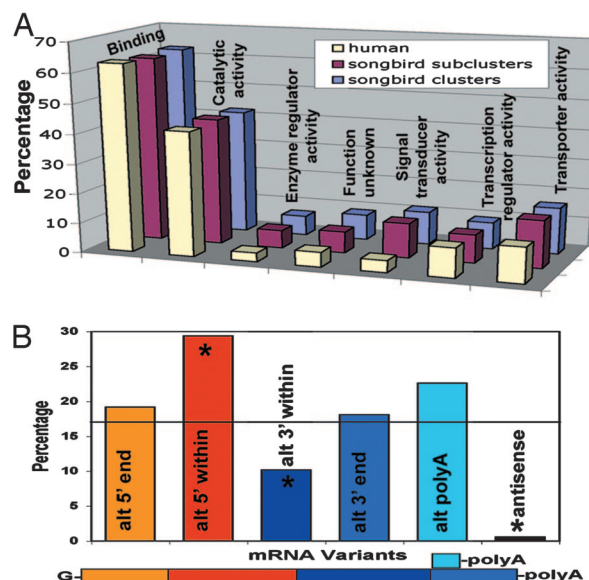 A
70
60
50
40
30
20
10
0
Percentage
human
songbird subclusters
songbird clusters
Binding
Catalytic
activity
Enzyme regulator
activity
Function
unknown
Signal
transducer
activity
Transcription
regulator activity
Transporter activity
B
30
25
20
15
10
5
0
Percentage
alt 5' end
* alt 5' within
* alt 3' within
alt 3' end
alt polyA
*antisense
mRNA Variants
-polyA
G-
-polyA